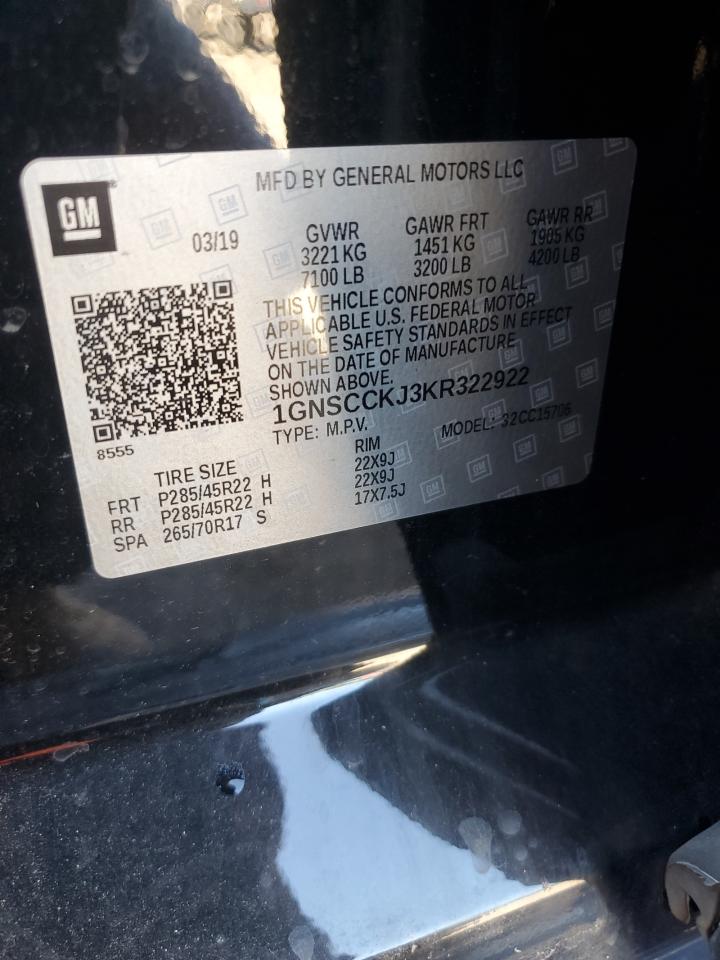 MFD BY GENERAL MOTORS LLC
GM
03/19
GVWR GAWR FRT GAWR RR
3221 KG 1451 KG 1905 KG
7100 LB 3200 LB 4200 LB
THIS VEHICLE CONFORMS TO ALL
APPLICABLE U.S. FEDERAL MOTOR
VEHICLE SAFETY STANDARDS IN EFFECT
ON THE DATE OF MANUFACTURE
SHOWN ABOVE.
1GNSCCKJ3KR322922
8555
TYPE: M.P.V. MODEL: 32CC15706
TIRE SIZE RIM
FRT P285/45R22 H 22X9J
RR P285/45R22 H 22X9J
SPA 265/70R17 S 17X7.5J